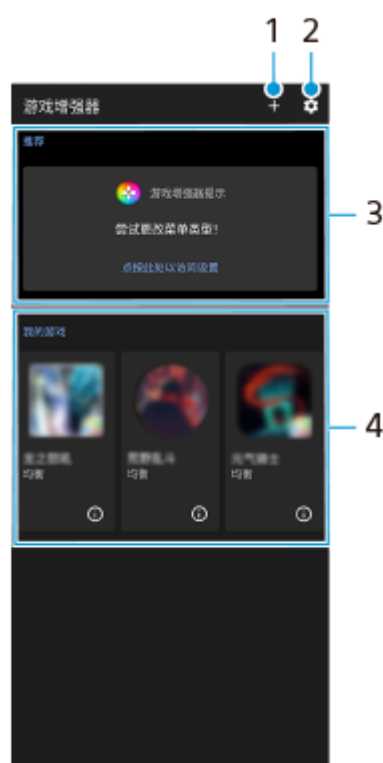 1 2
游戏增强器
推荐
游戏增强器提示
尝试更改菜单类型!
点按此处以访问设置
3
我的游戏
4
均衡 均衡 均衡